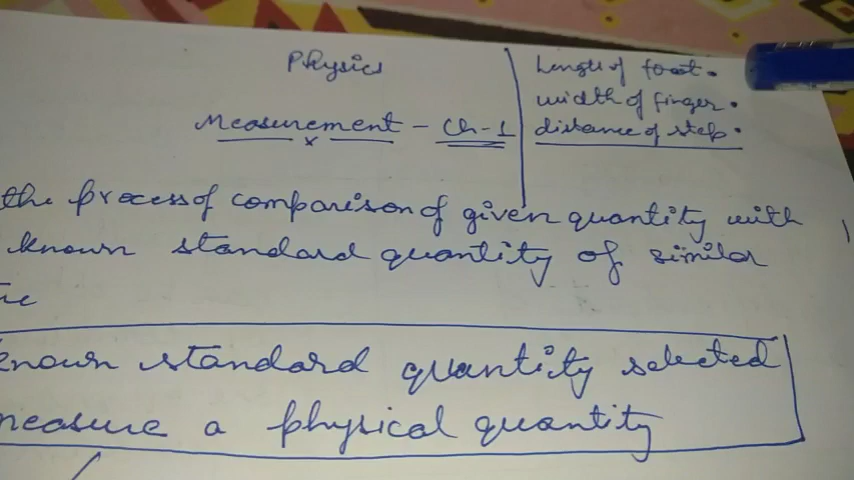 Physics
Measurement - Ch-1
Length of foot.
width of finger.
distance of step.
the process of comparison of given quantity with
known standard quantity of similar
known standard quantity selected
measure a physical quantity